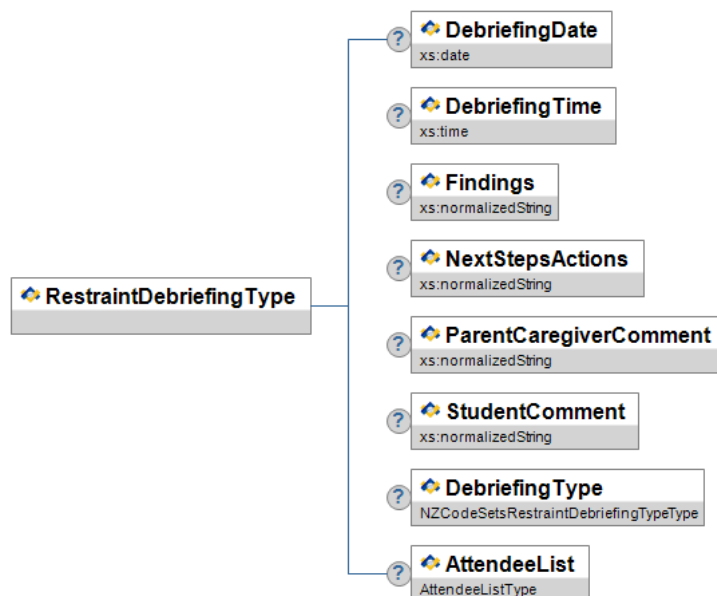 DebriefingDate
xs:date
?
DebriefingTime
xs:time
?
Findings
xs:normalizedString
?
NextStepsActions
xs:normalizedString
?
RestraintDebriefingType
ParentCaregiverComment
xs:normalizedString
?
StudentComment
xs:normalizedString
?
DebriefingType
NZCodeSetsRestraintDebriefingTypeType
?
AttendeeList
AttendeeListType
?